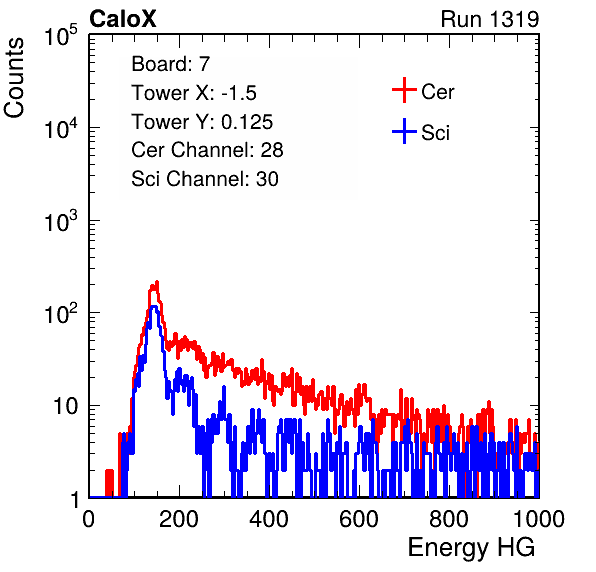 CaloX Run 1319
Counts
Board: 7
Tower X: -1.5
Tower Y: 0.125
Cer Channel: 28
Sci Channel: 30
Cer
Sci
10^5
10^4
10^3
10^2
10
1
0 200 400 600 800 1000
Energy HG